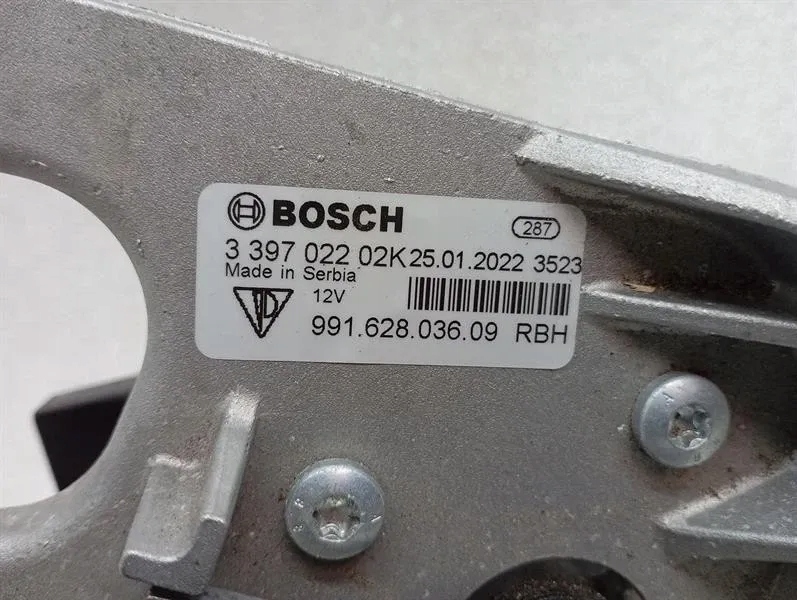 BOSCH
287
3 397 022 02K 25.01.2022 3523
Made in Serbia
12V
991.628.036.09 RBH